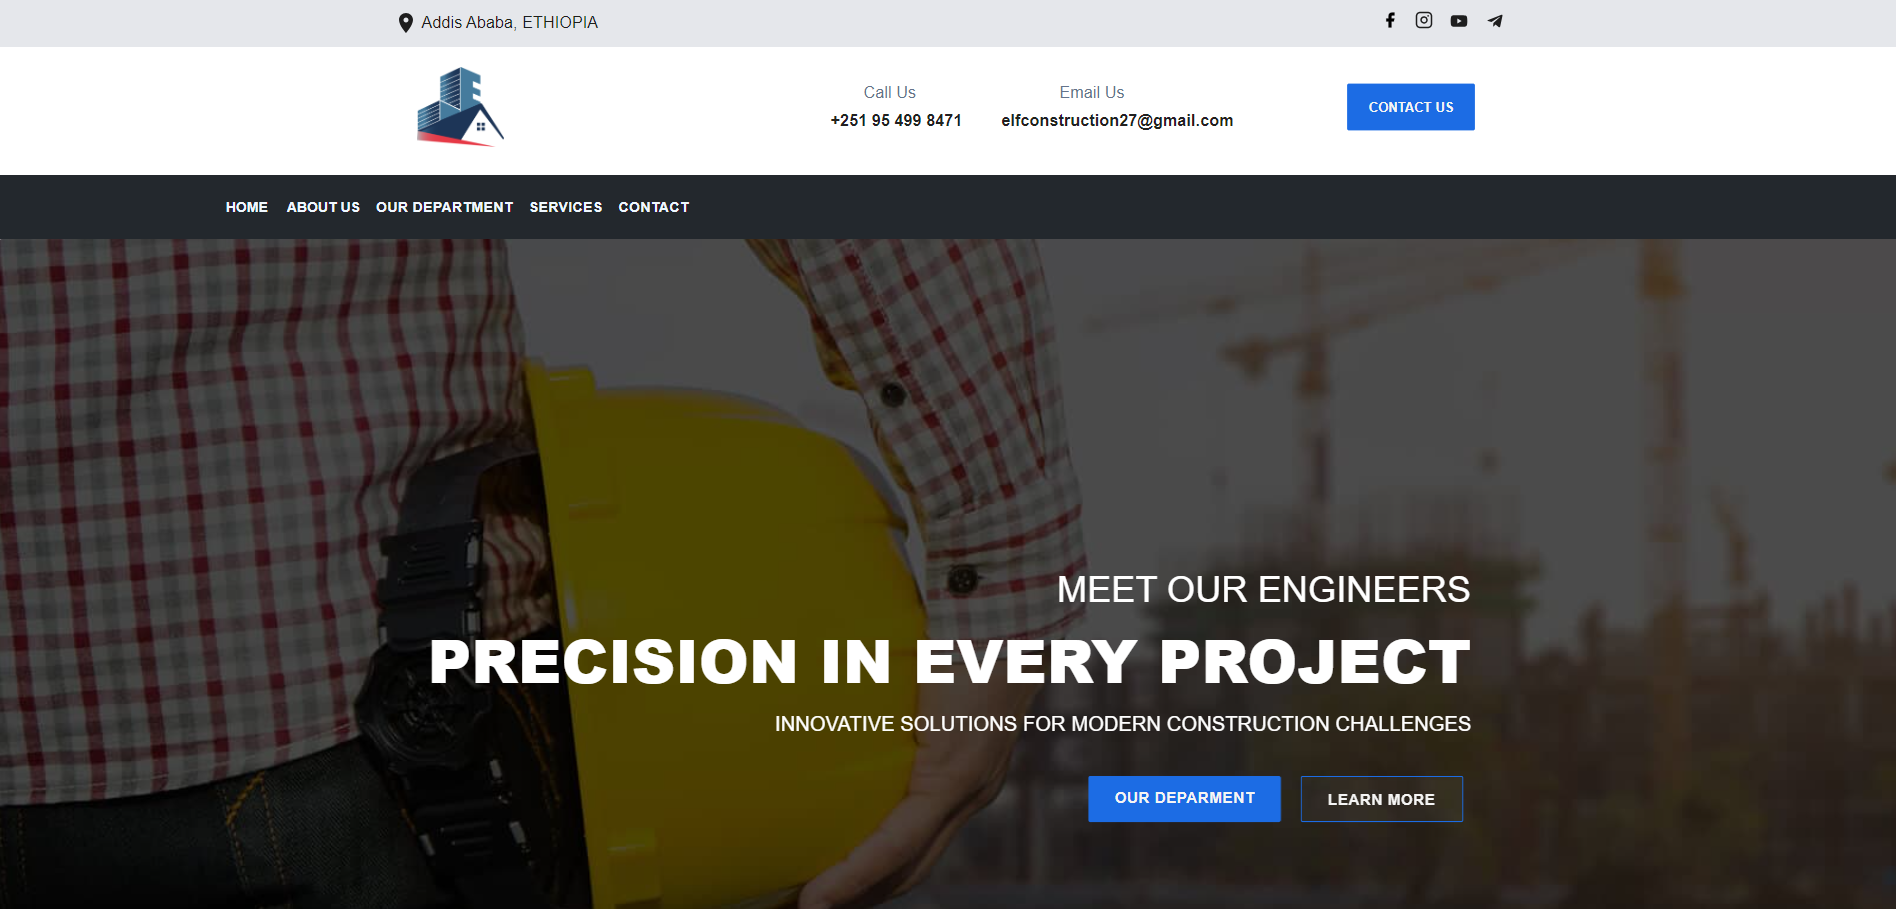 Addis Ababa, ETHIOPIA
E
Call Us
+251 95 499 8471
Email Us
elfconstruction27@gmail.com
CONTACT US
HOME ABOUT US OUR DEPARTMENT SERVICES CONTACT
MEET OUR ENGINEERS
PRECISION IN EVERY PROJECT
INNOVATIVE SOLUTIONS FOR MODERN CONSTRUCTION CHALLENGES
OUR DEPARMENT LEARN MORE